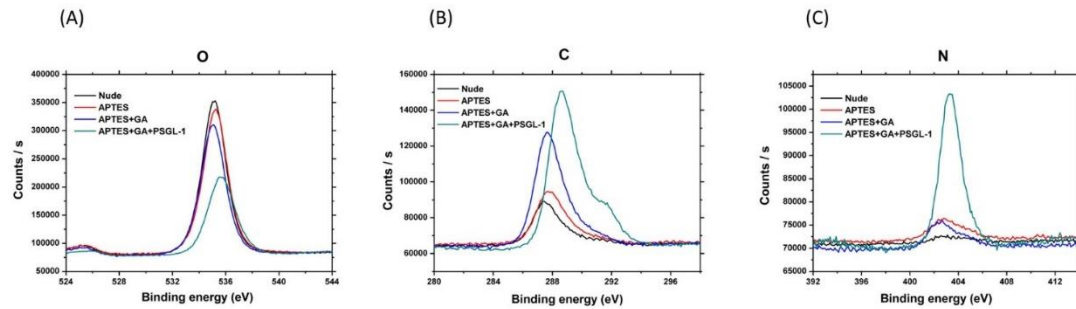 (A)
O
Counts / s
400000
350000
300000
250000
200000
150000
100000
50000
Nude
APTES
APTES+GA
APTES+GA+PSGL-1
524 528 532 536 540 544
Binding energy (eV)
(B)
C
Counts / s
160000
140000
120000
100000
80000
60000
Nude
APTES
APTES+GA
APTES+GA+PSGL-1
280 284 288 292 296
Binding energy (eV)
(C)
N
Counts / s
105000
100000
95000
90000
85000
80000
75000
70000
65000
Nude
APTES
APTES+GA
APTES+GA+PSGL-1
392 396 400 404 408 412
Binding energy (eV)